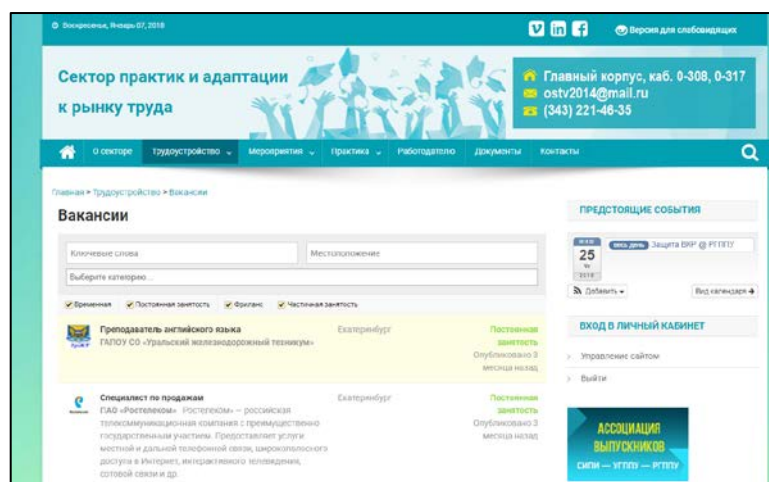 Воскресенье, Январь 07, 2018
Версия для слабовидящих
Сектор практик и адаптации
к рынку труда
Главный корпус, каб. 0-308, 0-317
ostv2014@mail.ru
(343) 221-46-35
О секторе Трудоустройство Мероприятия Практика Работодателю Документы Контакты
Главная > Трудоустройство > Вакансии
Вакансии
Ключевые слова Местоположение
Выберите категорию...
Временная Постоянная занятость Фриланс Частичная занятость
Преподаватель английского языка Екатеринбург Постоянная
ГАПОУ СО «Уральский железнодорожный техникум» занятость
Опубликовано 3
месяца назад
Специалист по продажам Екатеринбург Постоянная
ПАО «Ростелеком» Ростелеком» – российская занятость
телекоммуникационная компания с преимущественно Опубликовано 3
государственным участием. Предоставляет услуги месяца назад
местной и дальней телефонной связи, широкополосного
доступа в Интернет, интерактивного телевидения,
сотовой связи и др.
ПРЕДСТОЯЩИЕ СОБЫТИЯ
25
2018
весь день Защита ВКР @ РГППУ
Добавить Вид календаря
ВХОД В ЛИЧНЫЙ КАБИНЕТ
Управление сайтом
Выйти
АССОЦИАЦИЯ
ВЫПУСКНИКОВ
СИПИ — УГППУ — РГППУ